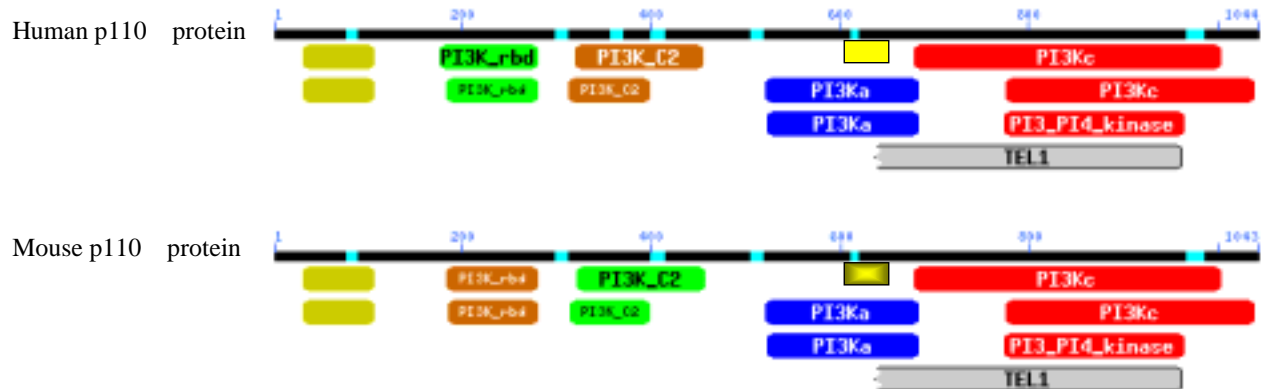 1 200 400 600 800 1044
Human p110 protein
PI3K_rbd PI3K_C2 PI3Kc
PI3K_rbd PI3K_C2 PI3Ka PI3Kc
PI3Ka PI3_PI4_kinase
TEL1
1 200 400 600 800 1043
Mouse p110 protein
PI3K_rbd PI3K_C2 PI3Kc
PI3K_rbd PI3K_C2 PI3Ka PI3Kc
PI3Ka PI3_PI4_kinase
TEL1